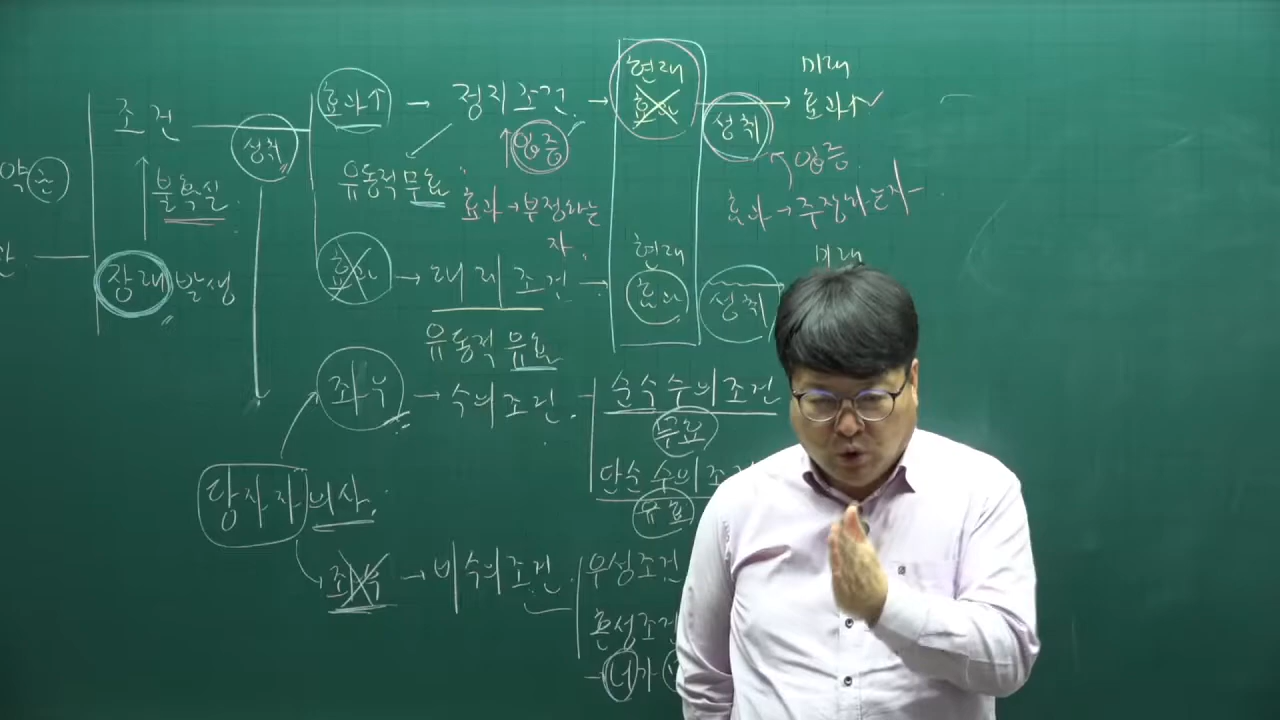 조건
성취
불확실
장래 발생
효과↑ → 정지조건 →
유동적 무효
입증
효과→부정하는
자.
현재
효과
성취
미래
효과↑
입증
효과→주장하는자
효과 → 해제조건 →
유동적 유효
현재
효과
성취
미래
당사자 의사.
좌우 → 수의조건.
순수수의조건
무효
단순수의조건
유효
좌우 → 비수의조건.
우성조건
혼성조건